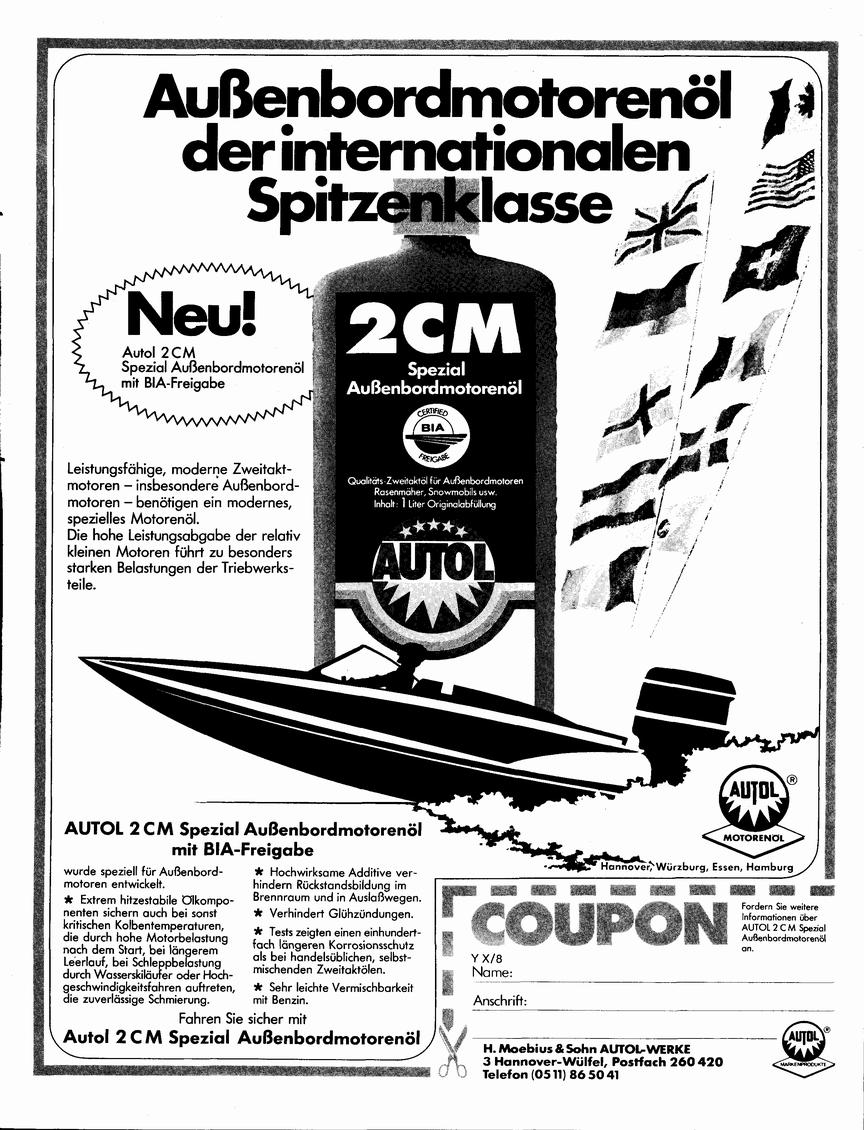 Außenbordmotorenöl
der internationalen
Spitzenklasse
Neu!
Autol 2 CM
Spezial Außenbordmotorenöl
mit BIA-Freigabe
2CM
Spezial
Außenbordmotorenöl
CERTIFIED
BIA
FREIGABE
Qualitäts-Zweitaktöl für Außenbordmotoren
Rasenmäher, Snowmobils usw.
Inhalt: 1 Liter Originalabfüllung
AUTOL
Leistungsfähige, moderne Zweitakt-
motoren – insbesondere Außenbord-
motoren – benötigen ein modernes,
spezielles Motorenöl.
Die hohe Leistungsabgabe der relativ
kleinen Motoren führt zu besonders
starken Belastungen der Triebwerks-
teile.
AUTOL ®
MOTORENÖL
Hannover, Würzburg, Essen, Hamburg
AUTOL 2 CM Spezial Außenbordmotorenöl
mit BIA-Freigabe
wurde speziell für Außenbord-
motoren entwickelt.
* Extrem hitzestabile Ölkompo-
nenten sichern auch bei sonst
kritischen Kolbentemperaturen,
die durch hohe Motorbelastung
nach dem Start, bei längerem
Leerlauf, bei Schleppbelastung
durch Wasserskiläufer oder Hoch-
geschwindigkeitsfahren auftreten,
die zuverlässige Schmierung.
* Hochwirksame Additive ver-
hindern Rückstandsbildung im
Brennraum und in Auslaßwegen.
* Verhindert Glühzündungen.
* Tests zeigten einen einhundert-
fach längeren Korrosionsschutz
als bei handelsüblichen, selbst-
mischenden Zweitaktölen.
* Sehr leichte Vermischbarkeit
mit Benzin.
Fahren Sie sicher mit
Autol 2 CM Spezial Außenbordmotorenöl
COUPON
Fordern Sie weitere
Informationen über
AUTOL 2 CM Spezial
Außenbordmotorenöl
an.
Y X/8
Name:
Anschrift:
H. Moebius & Sohn AUTOL-WERKE
3 Hannover-Wülfel, Postfach 260 420
Telefon (05 11) 86 50 41
AUTOL ®
MARKENPRODUKTE